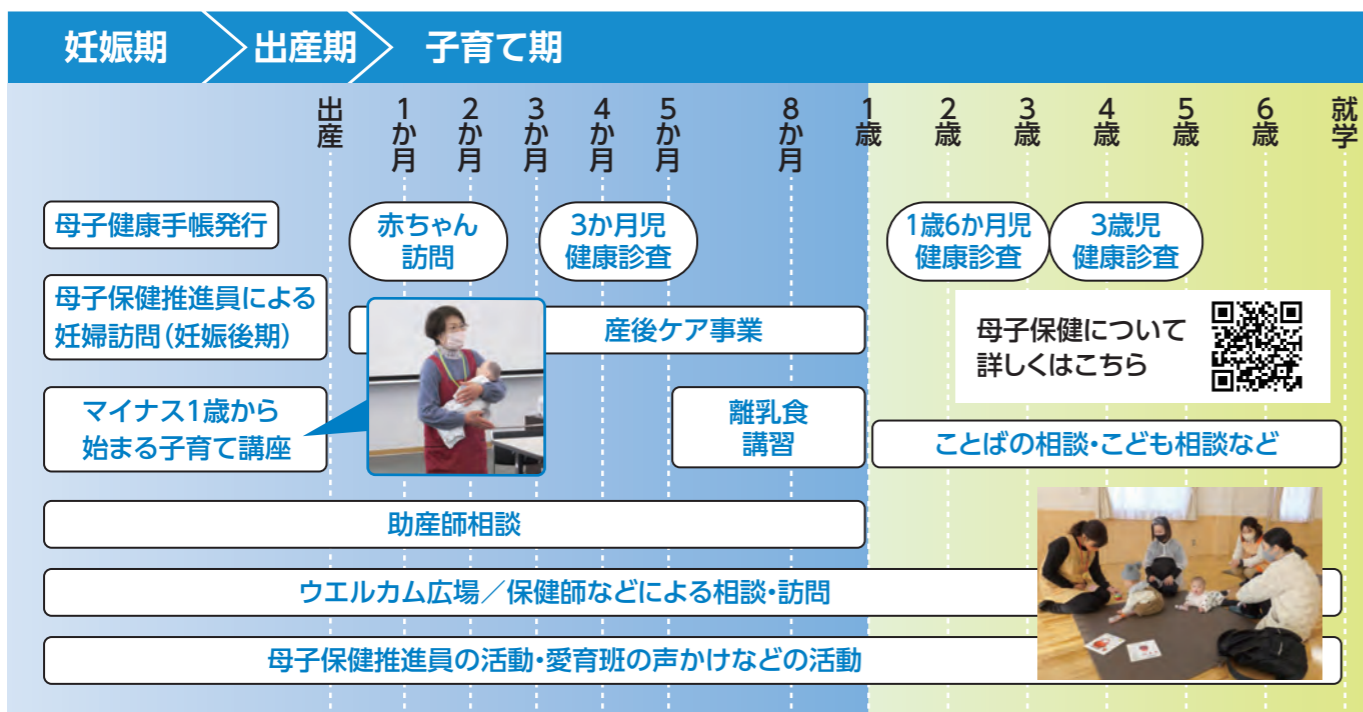 妊娠期
出産期
子育て期
出産
1か月
2か月
3か月
4か月
5か月
8か月
1歳
2歳
3歳
4歳
5歳
6歳
就学
母子健康手帳発行
赤ちゃん
訪問
3か月児
健康診査
1歳6か月児
健康診査
3歳児
健康診査
母子保健推進員による
妊婦訪問(妊娠後期)
産後ケア事業
母子保健について
詳しくはこちら
マイナス1歳から
始まる子育て講座
離乳食
講習
ことばの相談・こども相談など
助産師相談
ウエルカム広場／保健師などによる相談・訪問
母子保健推進員の活動・愛育班の声かけなどの活動